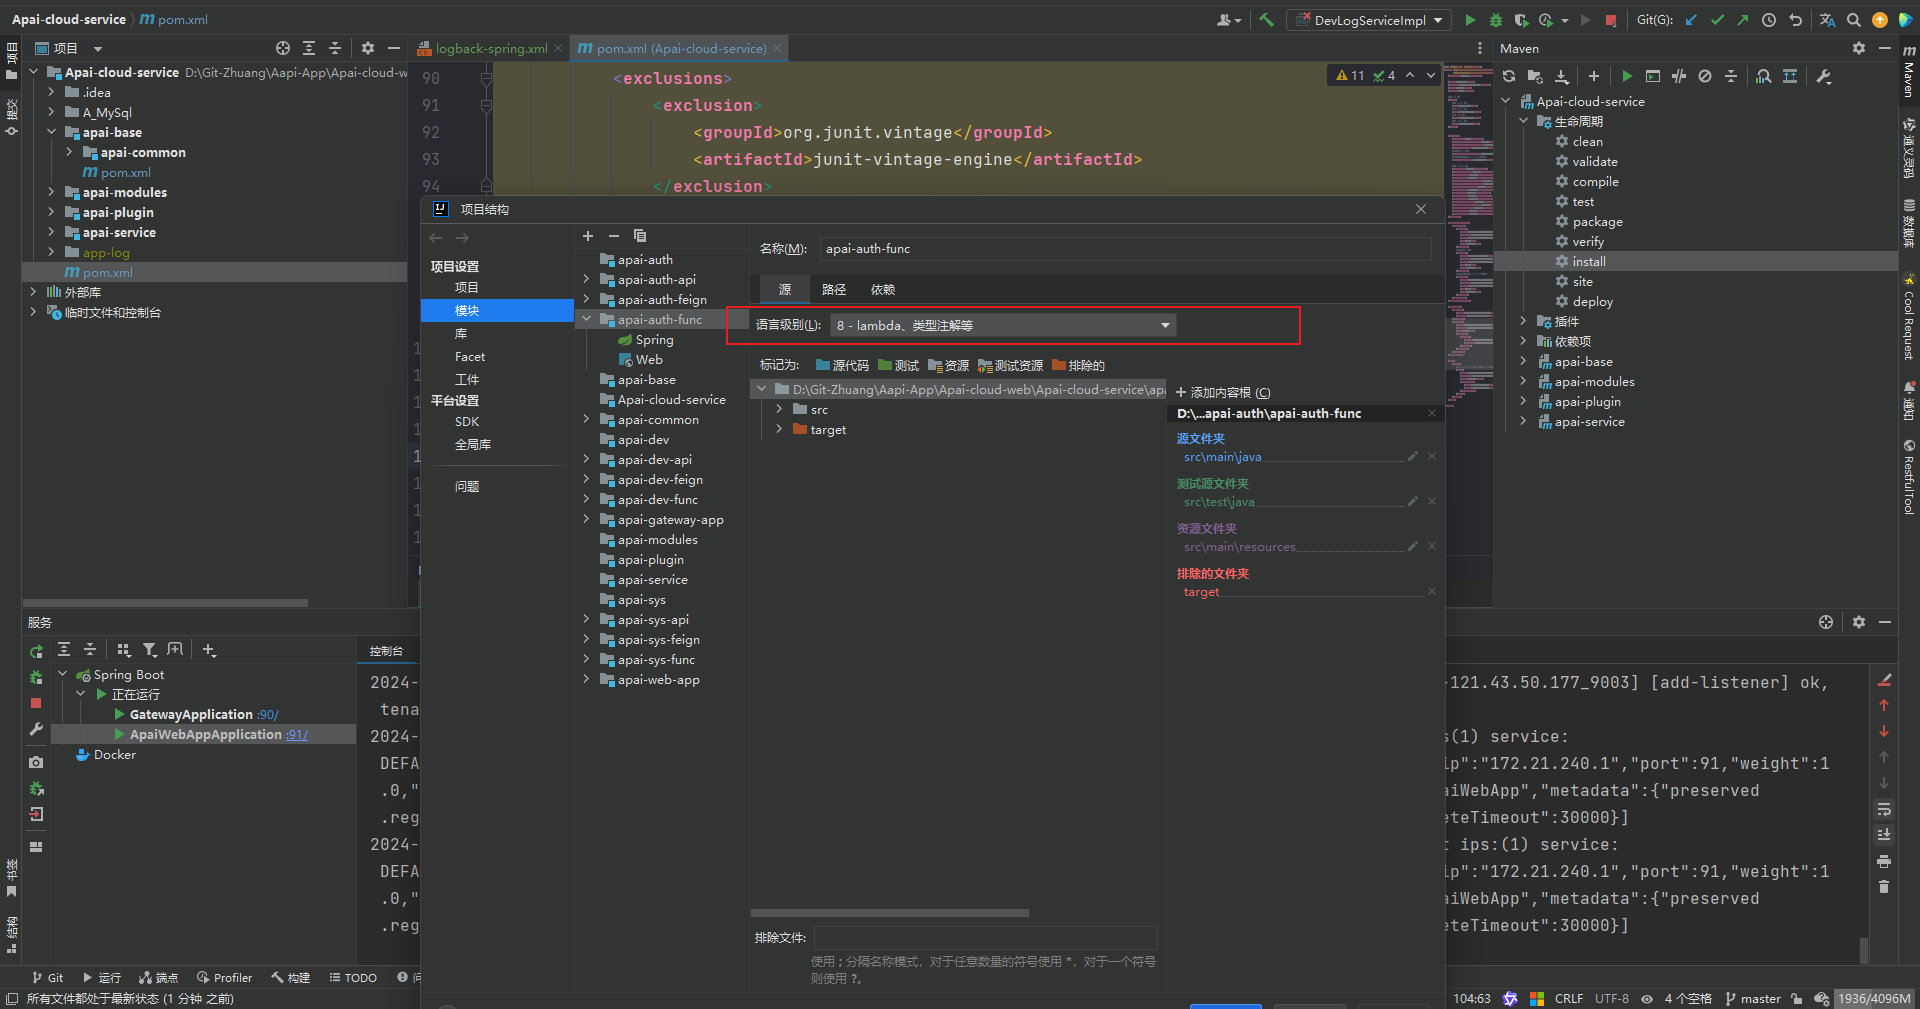 Apai-cloud-service
pom.xml
DevLogServiceImpl
Git(G):
项目
项目
logback-spring.xml
pom.xml (Apai-cloud-service)
Maven
Maven
Apai-cloud-service D:\Git-Zhuang\Aapi-App\Apai-cloud-w
.idea
提交
A_MySql
apai-base
apai-common
pom.xml
apai-modules
apai-plugin
apai-service
app-log
pom.xml
外部库
临时文件和控制台
90 <exclusions>
11 4
91 <exclusion>
92 <groupId>org.junit.vintage</groupId>
93 <artifactId>junit-vintage-engine</artifactId>
94 </exclusion>
Apai-cloud-service
生命周期
clean
validate
compile
test
package
verify
install
site
deploy
插件
依赖项
apai-base
apai-modules
apai-plugin
apai-service
通义灵码
数据库
Cool Request
通知
RestfulTool
项目结构
项目设置
项目
模块
库
Facet
工件
平台设置
SDK
全局库
问题
apai-auth
apai-auth-api
apai-auth-feign
apai-auth-func
Spring
Web
apai-base
Apai-cloud-service
apai-common
apai-dev
apai-dev-api
apai-dev-feign
apai-dev-func
apai-gateway-app
apai-modules
apai-plugin
apai-service
apai-sys
apai-sys-api
apai-sys-feign
apai-sys-func
apai-web-app
名称(M): apai-auth-func
源 路径 依赖
语言级别(L): 8 - lambda、类型注解等
标记为: 源代码 测试 资源 测试资源 排除的
D:\Git-Zhuang\Aapi-App\Apai-cloud-web\Apai-cloud-service\apa
src
target
添加内容根 (C)
D:\...apai-auth\apai-auth-func
源文件夹
src\main\java
测试源文件夹
src\test\java
资源文件夹
src\main\resources
排除的文件夹
target
排除文件:
使用 ; 分隔名称模式，对于任意数量的符号使用 *，对于一个符号
则使用 ?。
服务
Spring Boot
正在运行
GatewayApplication :90/
ApaiWebAppApplication :91/
Docker
书签
结构
控制台
2024-
tena
2024-
DEFA
.0,"
.reg
2024-
DEFA
.0,"
.reg
-121.43.50.177_9003] [add-listener] ok,
s(1) service:
ip":"172.21.240.1","port":91,"weight":1
aiWebApp","metadata":{"preserved
eteTimeout":30000}]
t ips:(1) service:
ip":"172.21.240.1","port":91,"weight":1
aiWebApp","metadata":{"preserved
eteTimeout":30000}]
Git 运行 端点 Profiler 构建 TODO
所有文件都处于最新状态 (1 分钟 之前)
104:63 CRLF UTF-8 4 个空格 master 1936/4096M